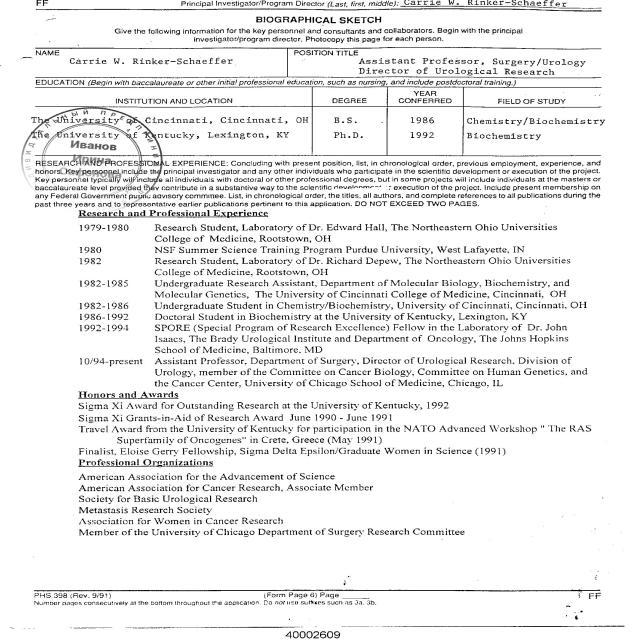 FF Principal Investigator/Program Director (Last, first, middle): Carrie W. Rinker-Schaeffer
BIOGRAPHICAL SKETCH
Give the following information for the key personnel and consultants and collaborators. Begin with the principal
investigator/program director. Photocopy this page for each person.
NAME POSITION TITLE
Carrie W. Rinker-Schaeffer Assistant Professor, Surgery/Urology
Director of Urological Research
EDUCATION (Begin with baccalaureate or other initial professional education, such as nursing, and include postdoctoral training.)
INSTITUTION AND LOCATION DEGREE YEAR CONFERRED FIELD OF STUDY
The University of Cincinnati, Cincinnati, OH B.S. 1986 Chemistry/Biochemistry
The University of Kentucky, Lexington, KY Ph.D. 1992 Biochemistry
Иванов
Ирина
RESEARCH AND PROFESSIONAL EXPERIENCE: Concluding with present position, list, in chronological order, previous employment, experience, and
honors. Key personnel include the principal investigator and any other individuals who participate in the scientific development or execution of the project.
Key personnel typically will include all individuals with doctoral or other professional degrees, but in some projects will include individuals at the masters or
baccalaureate level provided they contribute in a substantive way to the scientific execution of the project. Include present membership on
any Federal Government public advisory committee. List, in chronological order, the titles, all authors, and complete references to all publications during the
past three years and to representative earlier publications pertinent to this application. DO NOT EXCEED TWO PAGES.
Research and Professional Experience
1979-1980 Research Student, Laboratory of Dr. Edward Hall, The Northeastern Ohio Universities
College of Medicine, Rootstown, OH
1980 NSF Summer Science Training Program Purdue University, West Lafayette, IN
1982 Research Student, Laboratory of Dr. Richard Depew, The Northeastern Ohio Universities
College of Medicine, Rootstown, OH
1982-1985 Undergraduate Research Assistant, Department of Molecular Biology, Biochemistry, and
Molecular Genetics, The University of Cincinnati College of Medicine, Cincinnati, OH
1982-1986 Undergraduate Student in Chemistry/Biochemistry, University of Cincinnati, Cincinnati, OH
1986-1992 Doctoral Student in Biochemistry at the University of Kentucky, Lexington, KY
1992-1994 SPORE (Special Program of Research Excellence) Fellow in the Laboratory of Dr. John
Isaacs, The Brady Urological Institute and Department of Oncology, The Johns Hopkins
School of Medicine, Baltimore, MD
10/94-present Assistant Professor, Department of Surgery, Director of Urological Research, Division of
Urology, member of the Committee on Cancer Biology, Committee on Human Genetics, and
the Cancer Center, University of Chicago School of Medicine, Chicago, IL
Honors and Awards
Sigma Xi Award for Outstanding Research at the University of Kentucky, 1992
Sigma Xi Grants-in-Aid of Research Award June 1990 - June 1991
Travel Award from the University of Kentucky for participation in the NATO Advanced Workshop " The RAS
Superfamily of Oncogenes" in Crete, Greece (May 1991)
Finalist, Eloise Gerry Fellowship, Sigma Delta Epsilon/Graduate Women in Science (1991)
Professional Organizations
American Association for the Advancement of Science
American Association for Cancer Research, Associate Member
Society for Basic Urological Research
Metastasis Research Society
Association for Women in Cancer Research
Member of the University of Chicago Department of Surgery Research Committee
PHS 398 (Rev. 9/91) (Form Page 6) Page FF
Number pages consecutively at the bottom throughout the application. Do not use suffixes such as 3a, 3b.
40002609